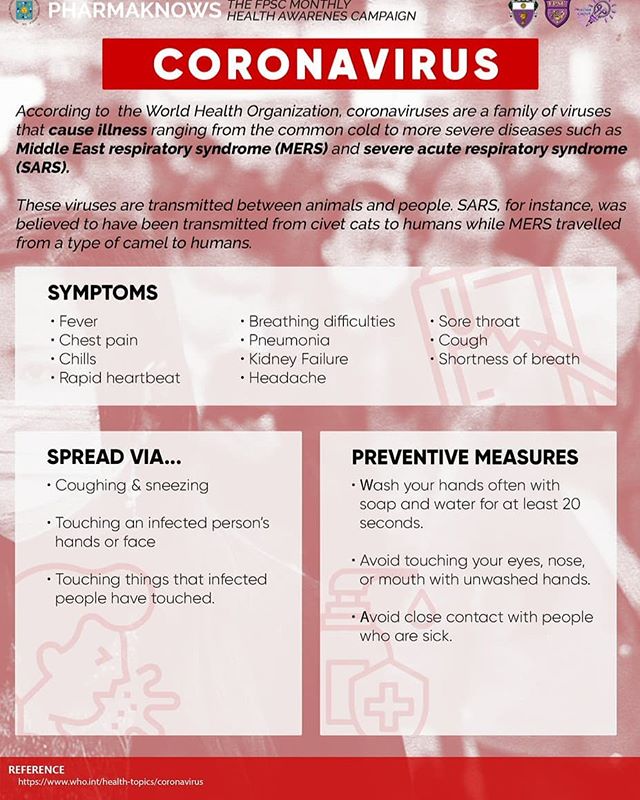 PHARMAKNOWS THE FPSC MONTHLY
HEALTH AWARENES CAMPAIGN
CORONAVIRUS
According to the World Health Organization, coronaviruses are a family of viruses
that cause illness ranging from the common cold to more severe diseases such as
Middle East respiratory syndrome (MERS) and severe acute respiratory syndrome
(SARS).
These viruses are transmitted between animals and people. SARS, for instance, was
believed to have been transmitted from civet cats to humans while MERS travelled
from a type of camel to humans.
SYMPTOMS
• Fever
• Chest pain
• Chills
• Rapid heartbeat
• Breathing difficulties
• Pneumonia
• Kidney Failure
• Headache
• Sore throat
• Cough
• Shortness of breath
SPREAD VIA...
• Coughing & sneezing
• Touching an infected person's
hands or face
• Touching things that infected
people have touched.
PREVENTIVE MEASURES
• Wash your hands often with
soap and water for at least 20
seconds.
• Avoid touching your eyes, nose,
or mouth with unwashed hands.
• Avoid close contact with people
who are sick.
REFERENCE
https://www.who.int/health-topics/coronavirus